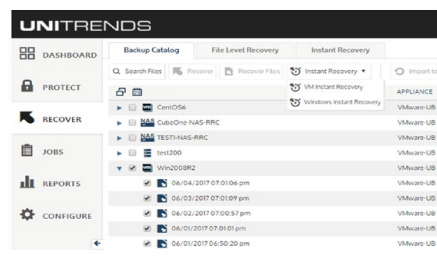 UNITRENDS
DASHBOARD
PROTECT
RECOVER
JOBS
REPORTS
CONFIGURE
Backup Catalog File Level Recovery Instant Recovery
Search Files Recover Recover Files Instant Recovery Import to
VM Instant Recovery
Windows Instant Recovery
APPLIANCE
CentOS6 VMware-UB
NAS CubeOne-NAS-RRC VMware-UB
NAS TEST1-NAS-RRC VMware-UB
test200 VMware-UB
Win2008R2 VMware-UB
06/04/2017 07:01:06 pm VMware-UB
06/03/2017 07:01:09 pm VMware-UB
06/02/2017 07:00:57 pm VMware-UB
06/01/2017 07:01:01 pm VMware-UB
06/01/2017 06:50:20 pm VMware-UB